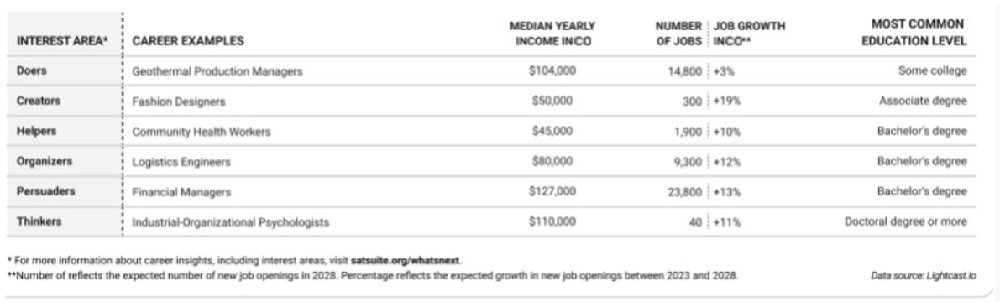 MEDIAN YEARLY NUMBER JOB GROWTH MOST COMMON
INTEREST AREA* CAREER EXAMPLES INCOME IN CO OF JOBS IN CO** EDUCATION LEVEL
Doers Geothermal Production Managers $104,000 14,800 +3% Some college
Creators Fashion Designers $50,000 300 +19% Associate degree
Helpers Community Health Workers $45,000 1,900 +10% Bachelor's degree
Organizers Logistics Engineers $80,000 9,300 +12% Bachelor's degree
Persuaders Financial Managers $127,000 23,800 +13% Bachelor's degree
Thinkers Industrial-Organizational Psychologists $110,000 40 +11% Doctoral degree or more
* For more information about career insights, including interest areas, visit satsuite.org/whatsnext.
**Number of reflects the expected number of new job openings in 2028. Percentage reflects the expected growth in new job openings between 2023 and 2028. Data source: Lightcast.io